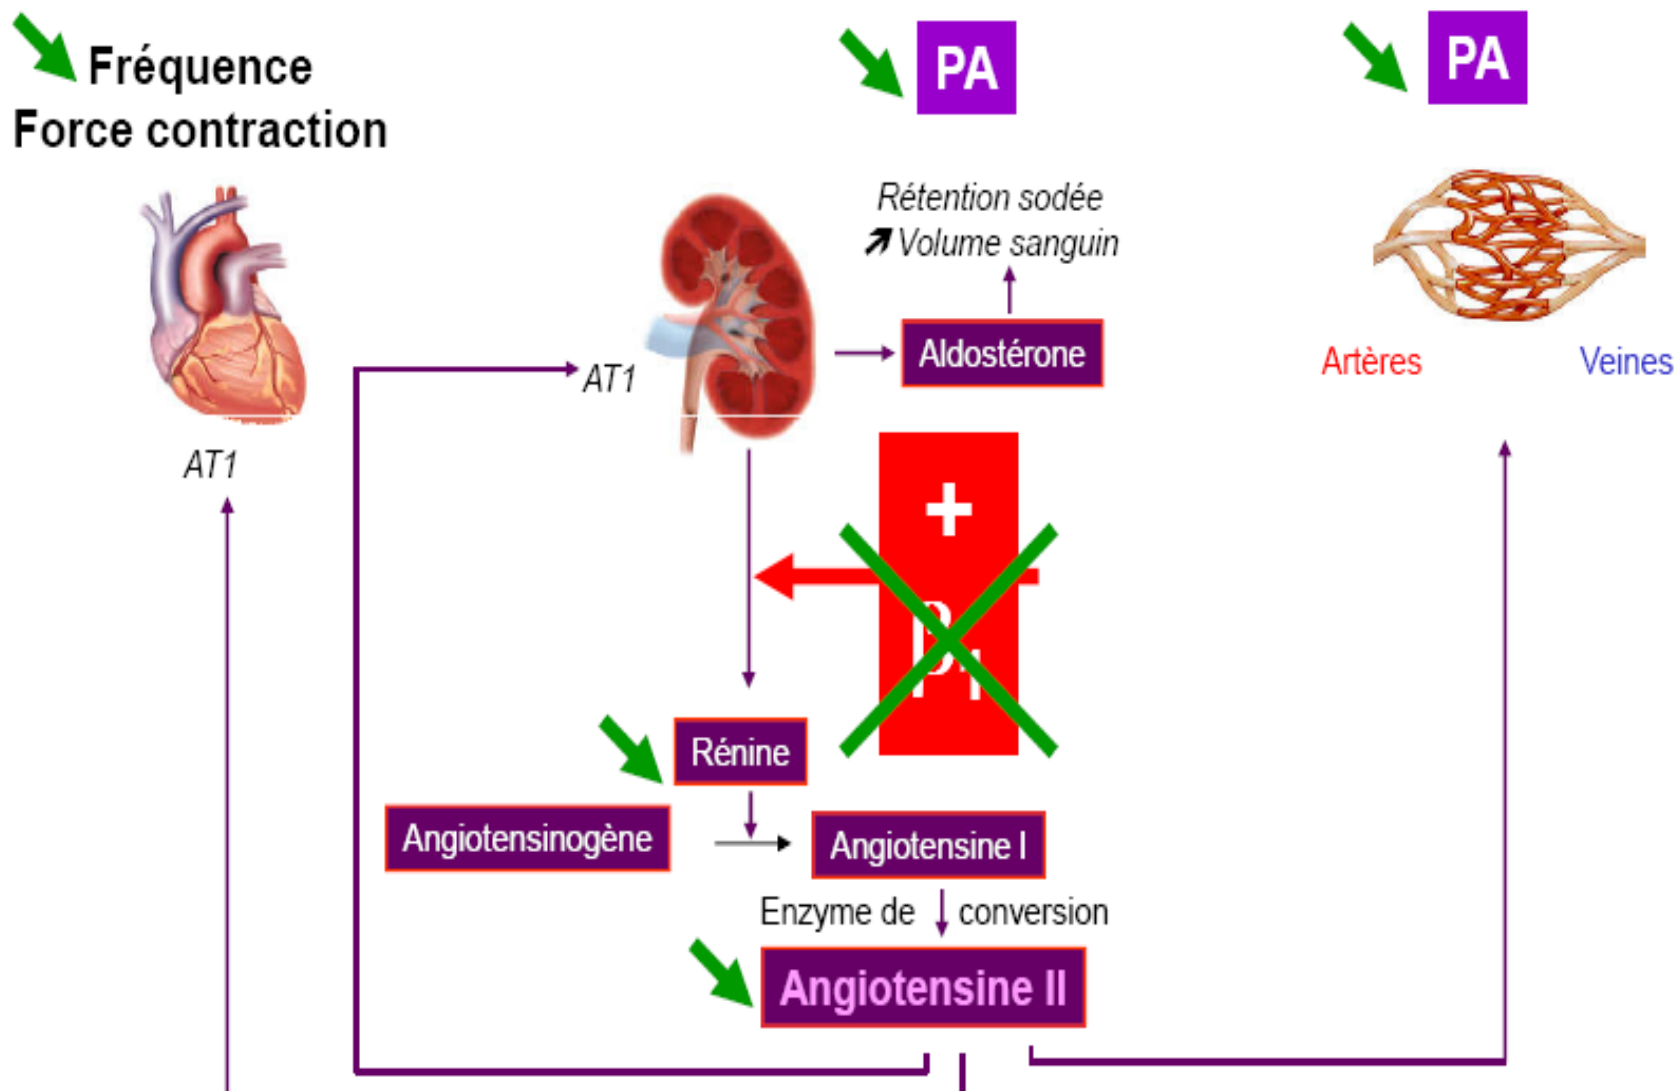 Fréquence
Force contraction
PA
PA
Rétention sodée
Volume sanguin
Aldostérone
AT1
Artères
Veines
AT1
+
β1
Rénine
Angiotensinogène
Angiotensine I
Enzyme de conversion
Angiotensine II